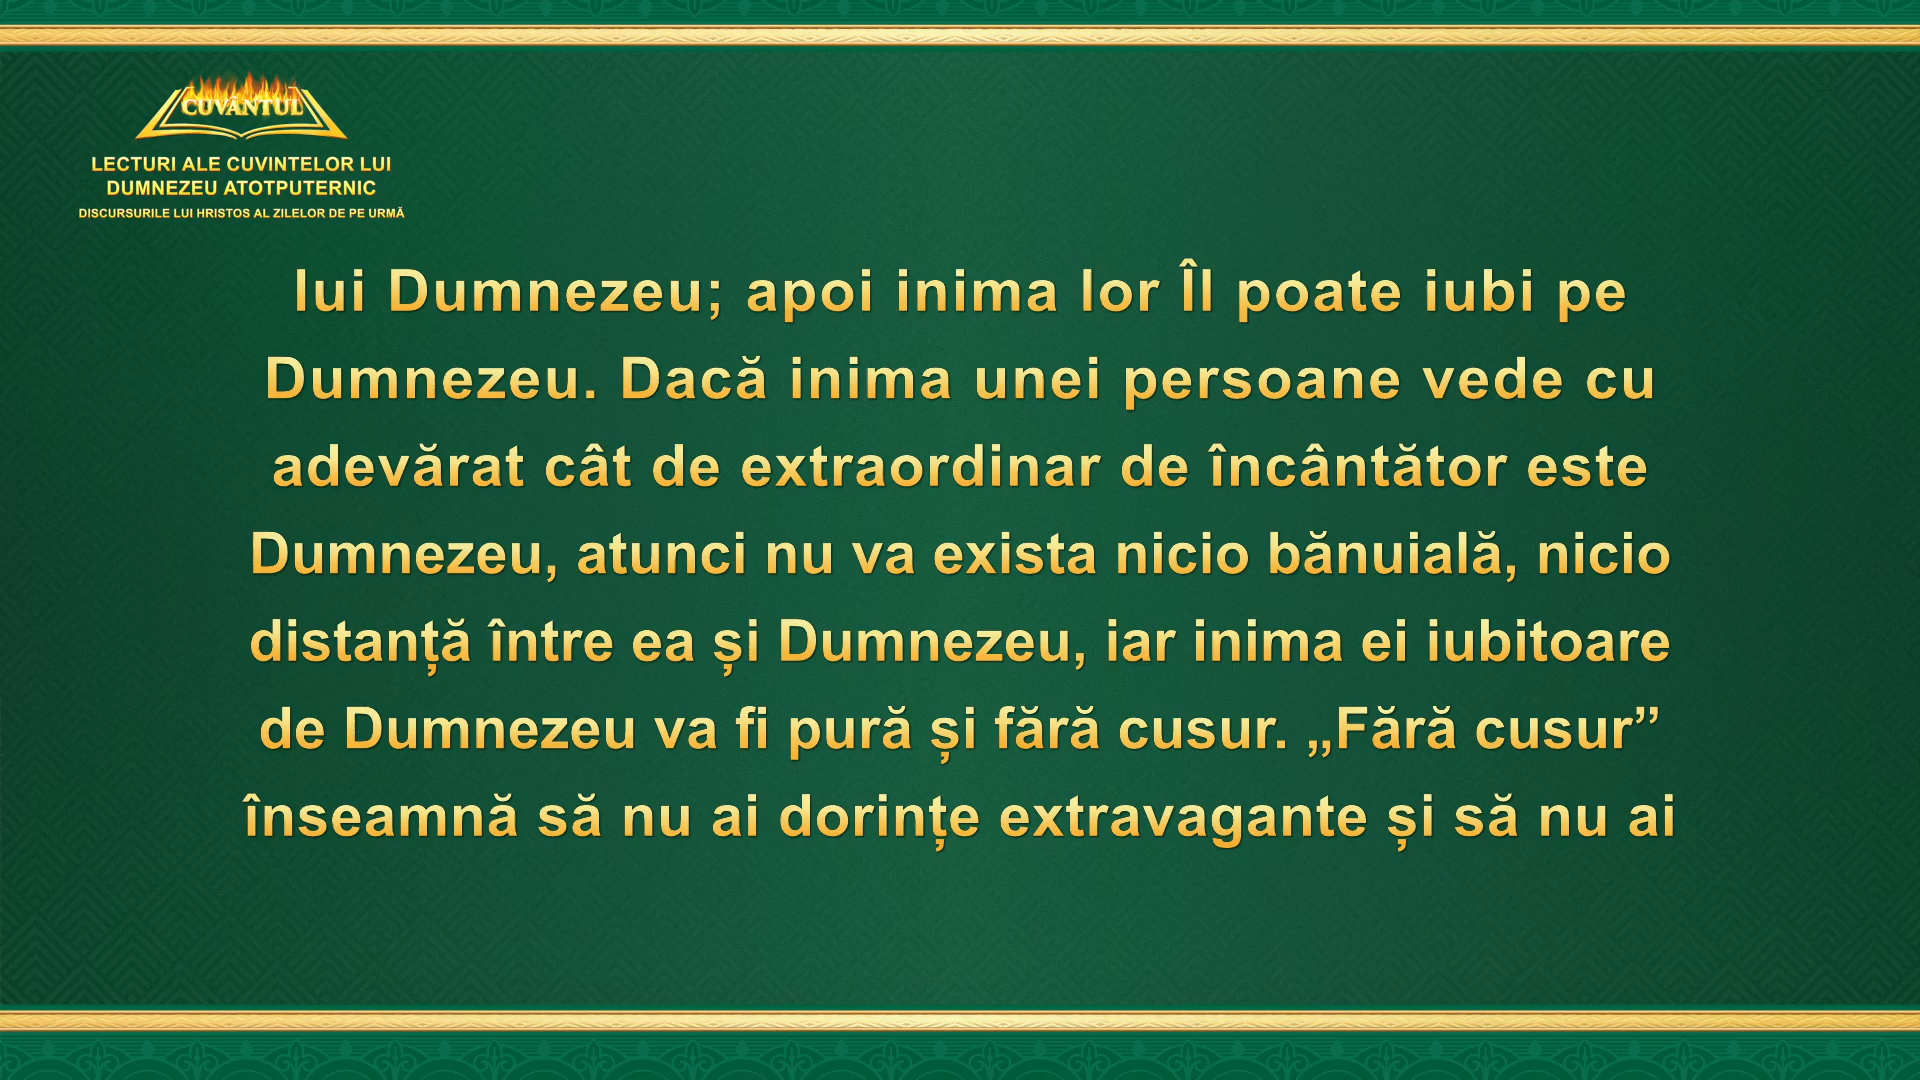 CUVÂNTUL
LECTURI ALE CUVINTELOR LUI
DUMNEZEU ATOTPUTERNIC
DISCURSURILE LUI HRISTOS AL ZILELOR DE PE URMĂ
lui Dumnezeu; apoi inima lor Îl poate iubi pe
Dumnezeu. Dacă inima unei persoane vede cu
adevărat cât de extraordinar de încântător este
Dumnezeu, atunci nu va exista nicio bănuială, nicio
distanță între ea și Dumnezeu, iar inima ei iubitoare
de Dumnezeu va fi pură și fără cusur. „Fără cusur”
înseamnă să nu ai dorințe extravagante și să nu ai